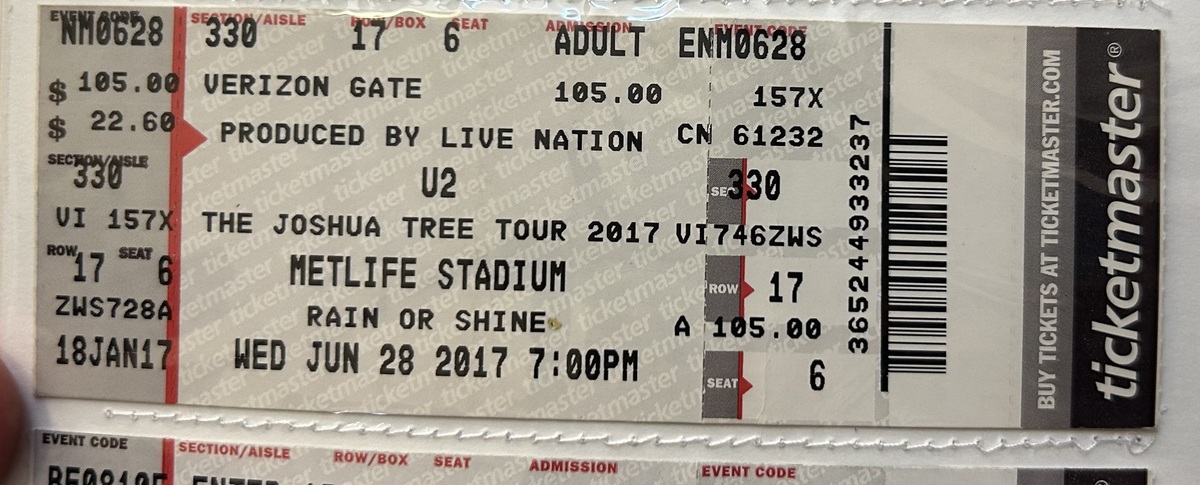 EVENT CODE SECTION/AISLE ROW/BOX SEAT ADMISSION EVENT CODE
NM0628 330 17 6 ADULT ENM0628
$ 105.00 VERIZON GATE 105.00 157X
$ 22.60 PRODUCED BY LIVE NATION CN 61232
SECTION/AISLE
330 U2 SEC 330
VI 157X THE JOSHUA TREE TOUR 2017 VI746ZWS
ROW 17 SEAT 6 METLIFE STADIUM ROW 17
ZWS728A RAIN OR SHINE A 105.00
18JAN17 WED JUN 28 2017 7:00PM SEAT 6
3652449933237
BUY TICKETS AT TICKETMASTER.COM
ticketmaster®
EVENT CODE SECTION/AISLE ROW/BOX SEAT ADMISSION EVENT CODE